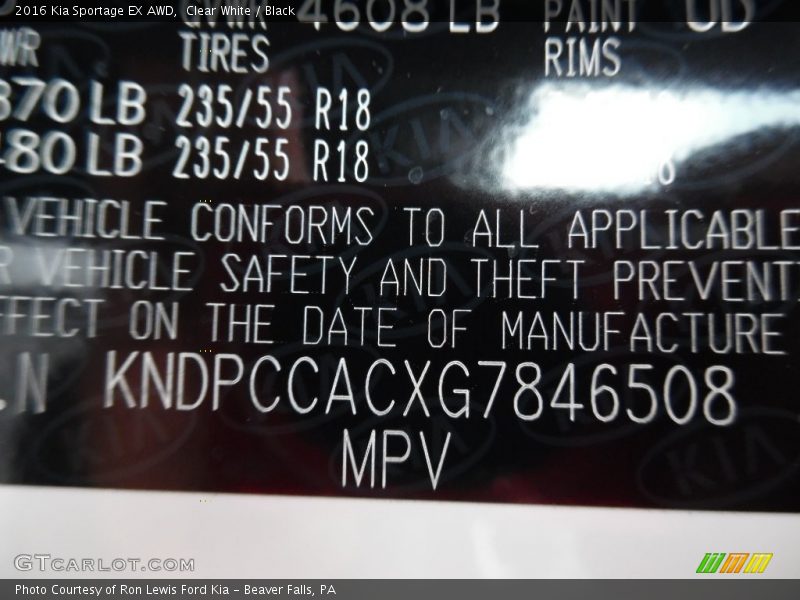 2016 Kia Sportage EX AWD, Clear White / Black
4608 LB PAINT UD
WR TIRES RIMS
870 LB 235/55 R18
480 LB 235/55 R18
VEHICLE CONFORMS TO ALL APPLICABLE
R VEHICLE SAFETY AND THEFT PREVENT
FFECT ON THE DATE OF MANUFACTURE
.N KNDPCCACXG7846508
MPV
GTCARLOT.COM
Photo Courtesy of Ron Lewis Ford Kia - Beaver Falls, PA